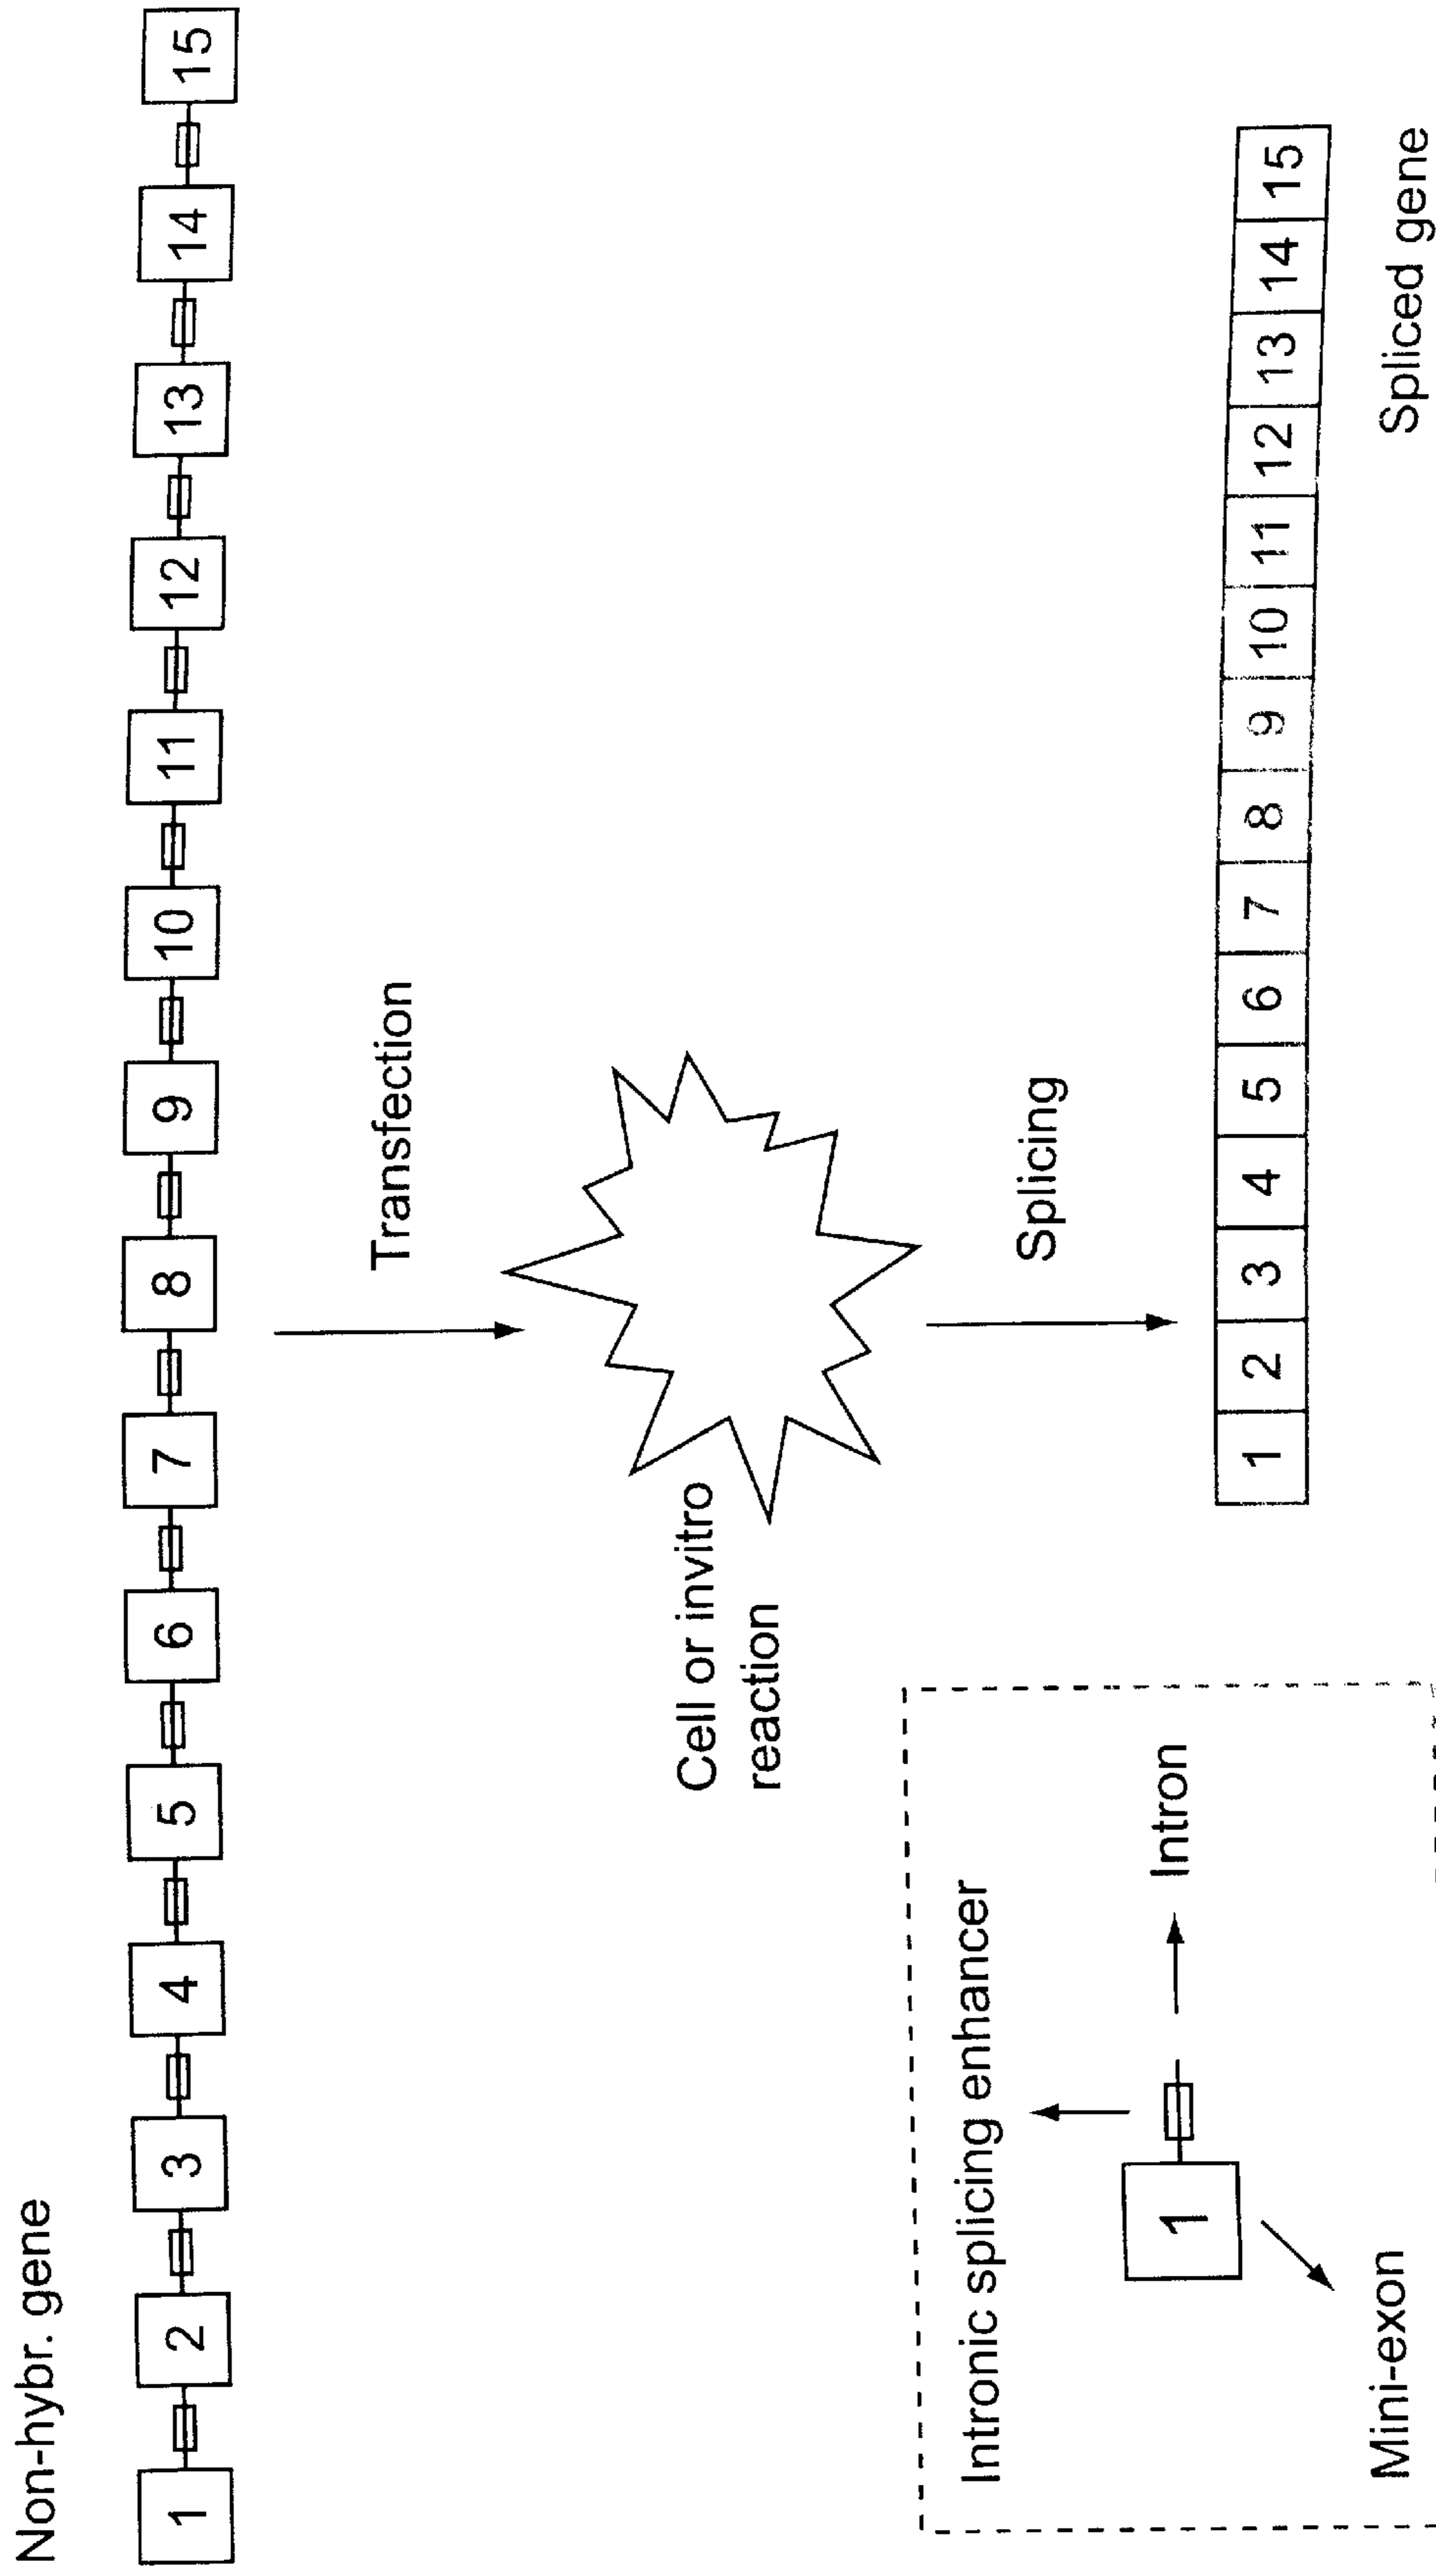 Non-hybr. gene
1 2 3 4 5 6 7 8 9 10 11 12 13 14 15
Transfection
Cell or invitro
reaction
Splicing
1 2 3 4 5 6 7 8 9 10 11 12 13 14 15
Spliced gene
Intronic splicing enhancer
1
Intron
Mini-exon